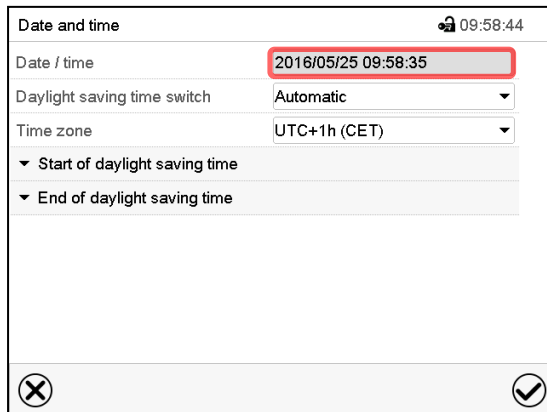 Date and time 09:58:44
Date / time 2016/05/25 09:58:35
Daylight saving time switch Automatic
Time zone UTC+1h (CET)
Start of daylight saving time
End of daylight saving time